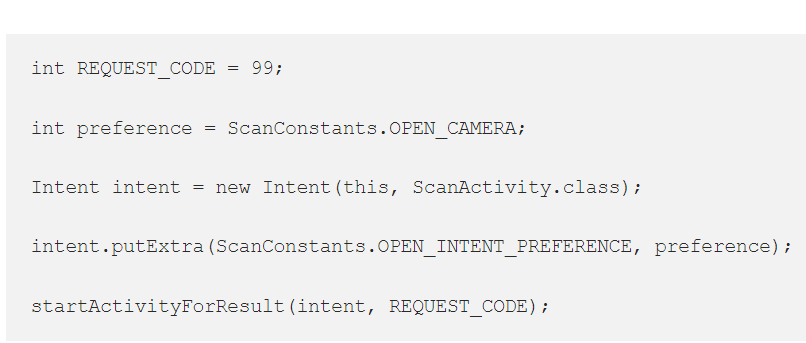 int REQUEST_CODE = 99;
int preference = ScanConstants.OPEN_CAMERA;
Intent intent = new Intent(this, ScanActivity.class);
intent.putExtra(ScanConstants.OPEN_INTENT_PREFERENCE, preference);
startActivityForResult(intent, REQUEST_CODE);